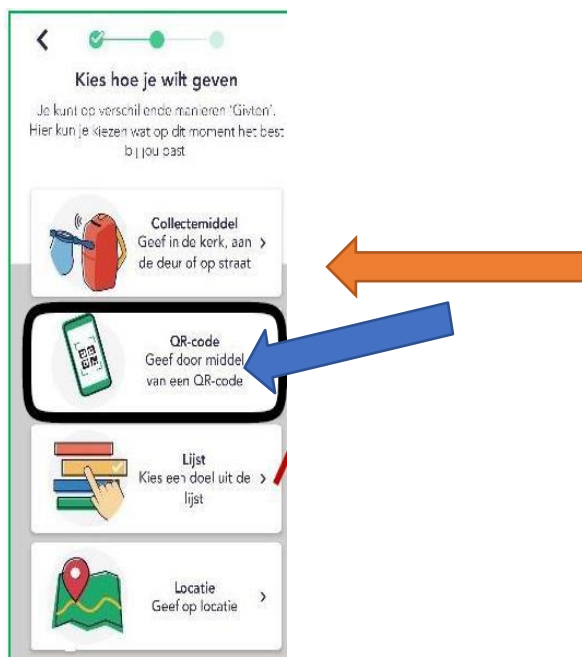 Kies hoe je wilt geven
Je kunt op verschillende manieren 'Givten'.
Hier kun je kiezen wat op dit moment het best
bij jou past
Collectemiddel
Geef in de kerk, aan
de deur of op straat
QR-code
Geef door middel
van een QR-code
Lijst
Kies een doel uit de
lijst
Locatie
Geef op locatie